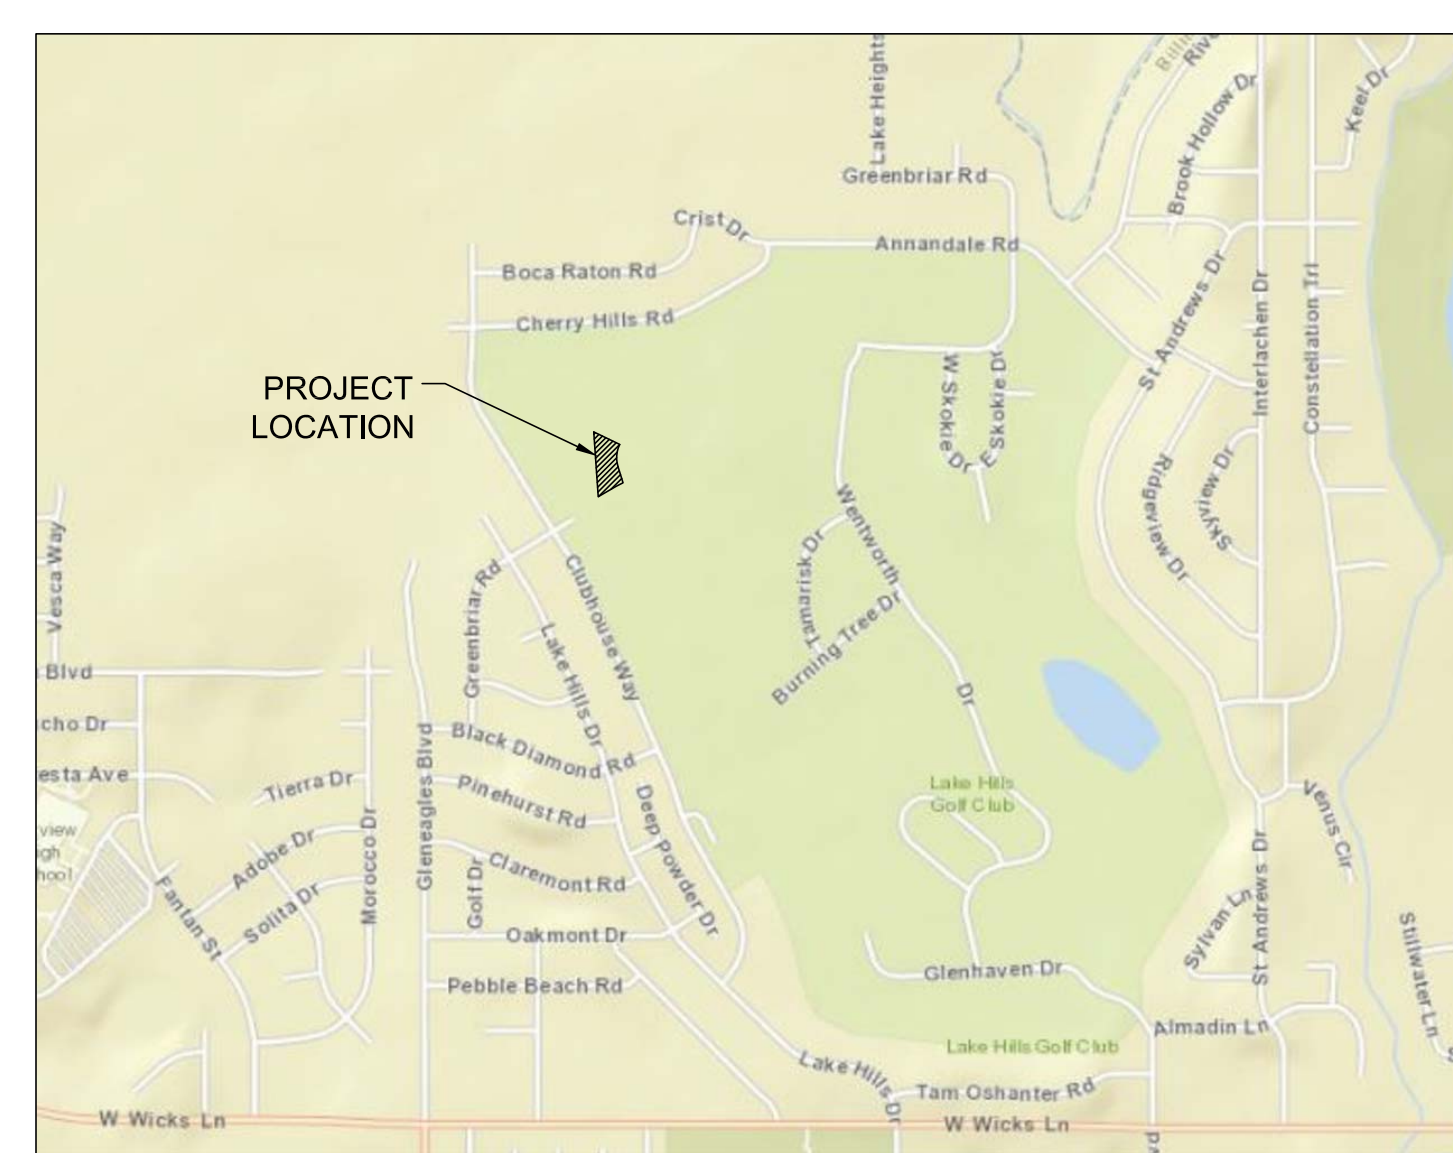 Lake Heights
Billi
Rive
Brook Hollow Dr
Keel Dr
Greenbriar Rd
Crist Dr
Annandale Rd
Boca Raton Rd
Cherry Hills Rd
St Andrews Dr
Interlachen Dr
Constellation Trl
PROJECT
LOCATION
W Skokie Dr
E Skokie Dr
Ridgeview Dr
Skyview Dr
Vesca Way
Wentworth
Dr
Tamarisk Dr
Burning Tree Dr
Greenbriar Rd
Clubhouse Way
Lake Hills Dr
Blvd
cho Dr
esta Ave
Tierra Dr
Gleneagles Blvd
Black Diamond Rd
Pinehurst Rd
Deep Powder Dr
Lake Hills
Golf Club
Venus Cir
view
gh
hool
Adobe Dr
Morocco Dr
Golf Dr
Claremont Rd
Fantan St
Solita Dr
Oakmont Dr
Pebble Beach Rd
Glenhaven Dr
Sylvan Ln
St Andrews Dr
Stillwater Ln
Almadin Ln
Lake Hills Golf Club
Lake Hills Dr
Tam Oshanter Rd
W Wicks Ln
W Wicks Ln
vd